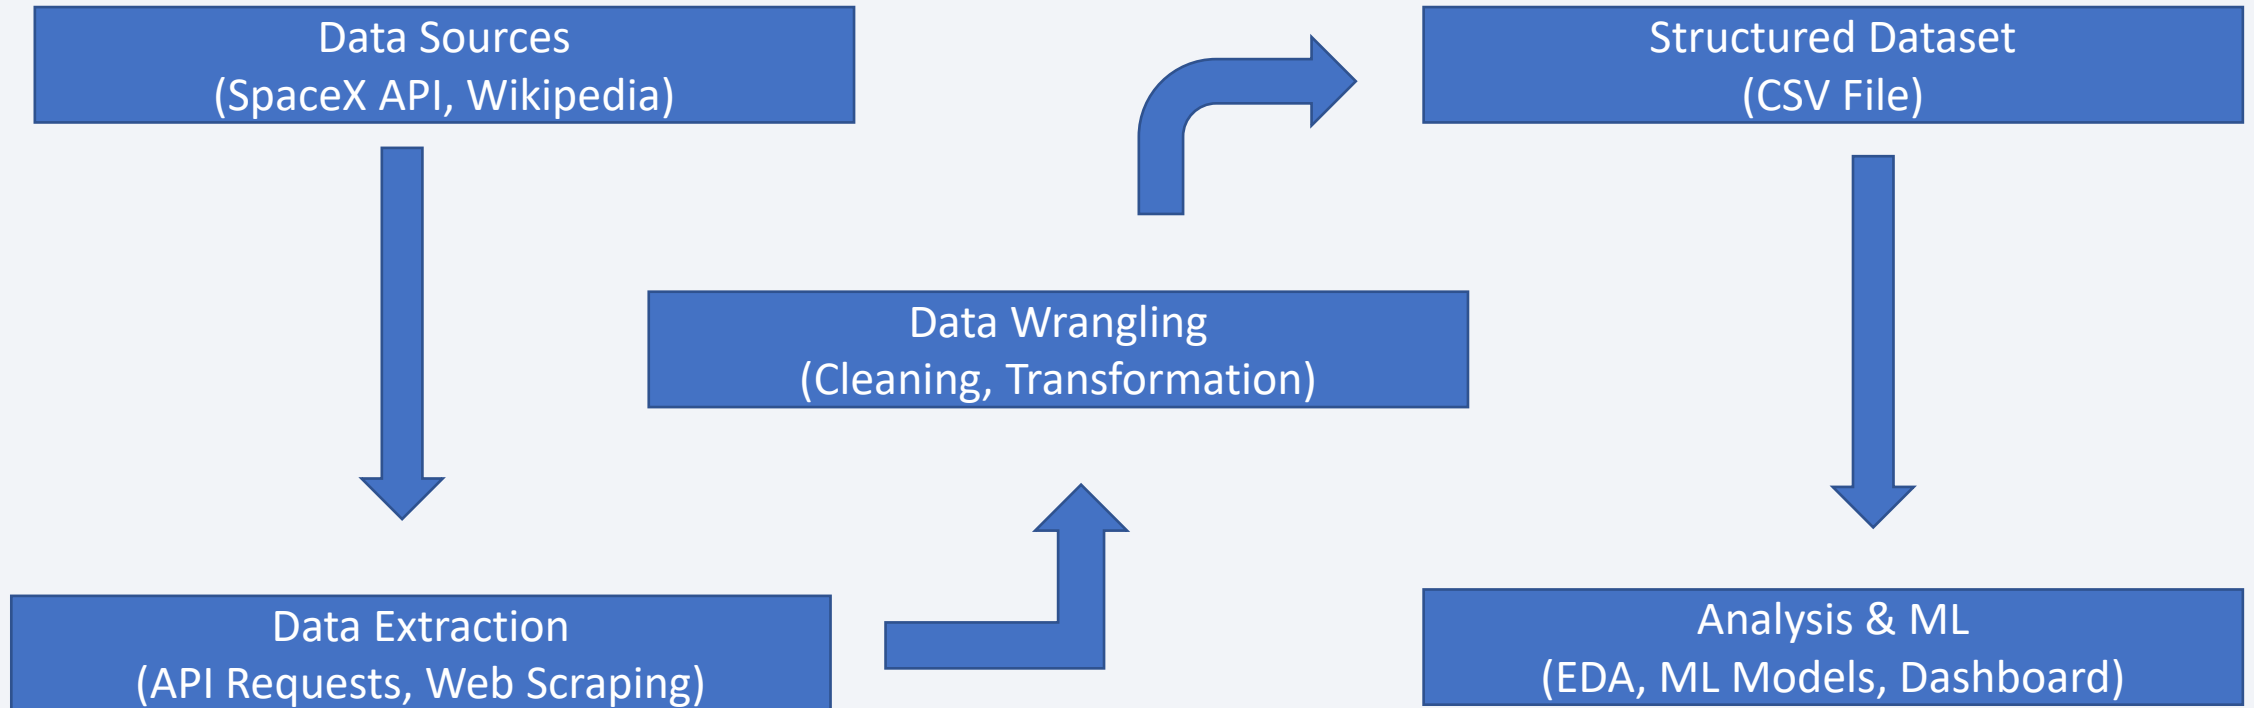 Data Sources
(SpaceX API, Wikipedia)
Structured Dataset
(CSV File)
Data Wrangling
(Cleaning, Transformation)
Data Extraction
(API Requests, Web Scraping)
Analysis & ML
(EDA, ML Models, Dashboard)